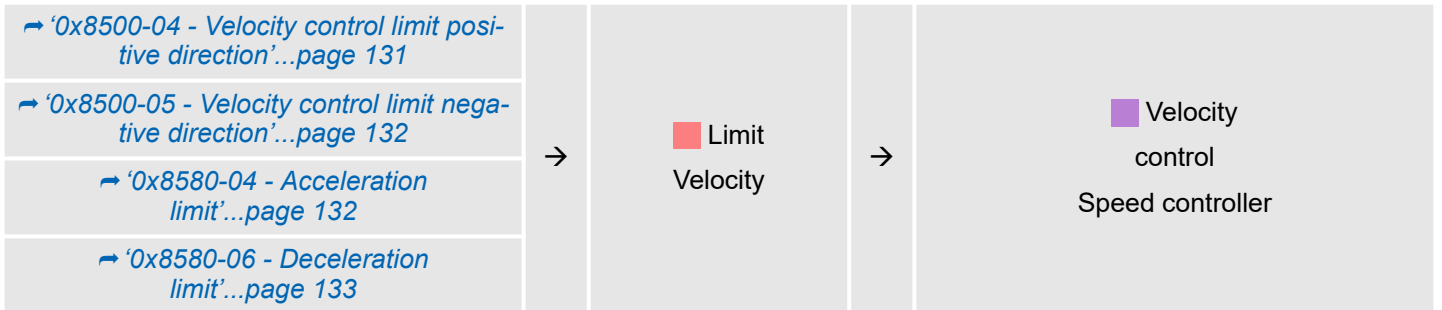 ➦ ‘0x8500-04 - Velocity control limit posi-
tive direction’...page 131
➦ ‘0x8500-05 - Velocity control limit nega-
tive direction’...page 132
➦ ‘0x8580-04 - Acceleration
limit’...page 132
➦ ‘0x8580-06 - Deceleration
limit’...page 133
→
Limit
Velocity
→
Velocity
control
Speed controller